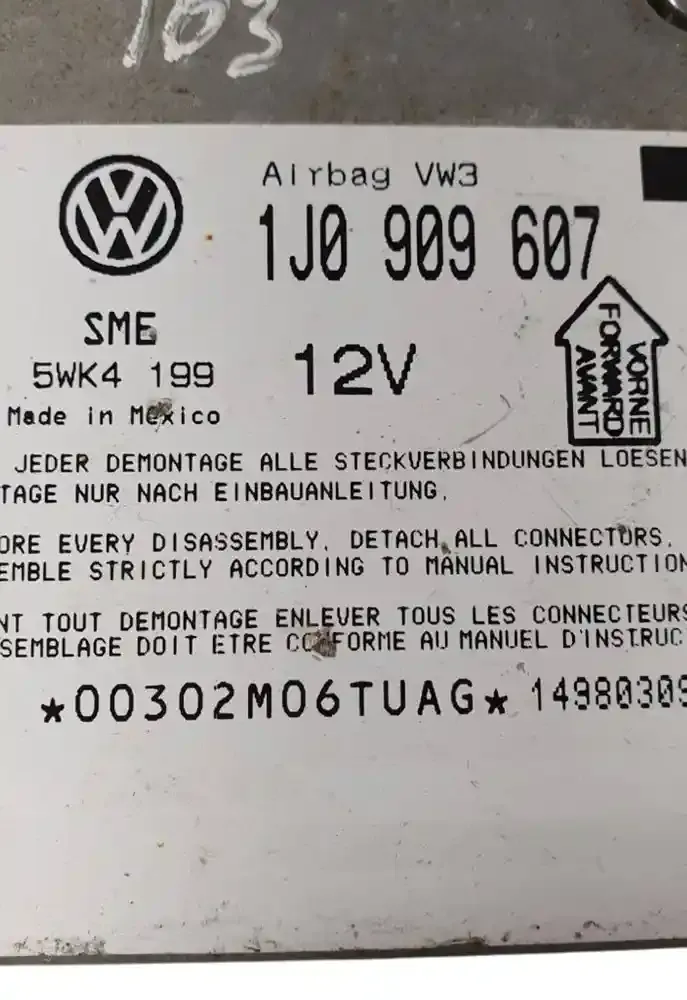 103
Airbag VW3
1J0 909 607
SME
5WK4 199
12V
Made in Mexico
VORNE
FORWARD
AVANT
JEDER DEMONTAGE ALLE STECKVERBINDUNGEN LOESEN
TAGE NUR NACH EINBAUANLEITUNG.
ORE EVERY DISASSEMBLY, DETACH ALL CONNECTORS.
EMBLE STRICTLY ACCORDING TO MANUAL INSTRUCTION
NT TOUT DEMONTAGE ENLEVER TOUS LES CONNECTEURS
SEMBLAGE DOIT ETRE CONFORME AU MANUEL D'INSTRUC
*00302M06TUAG* 14980309